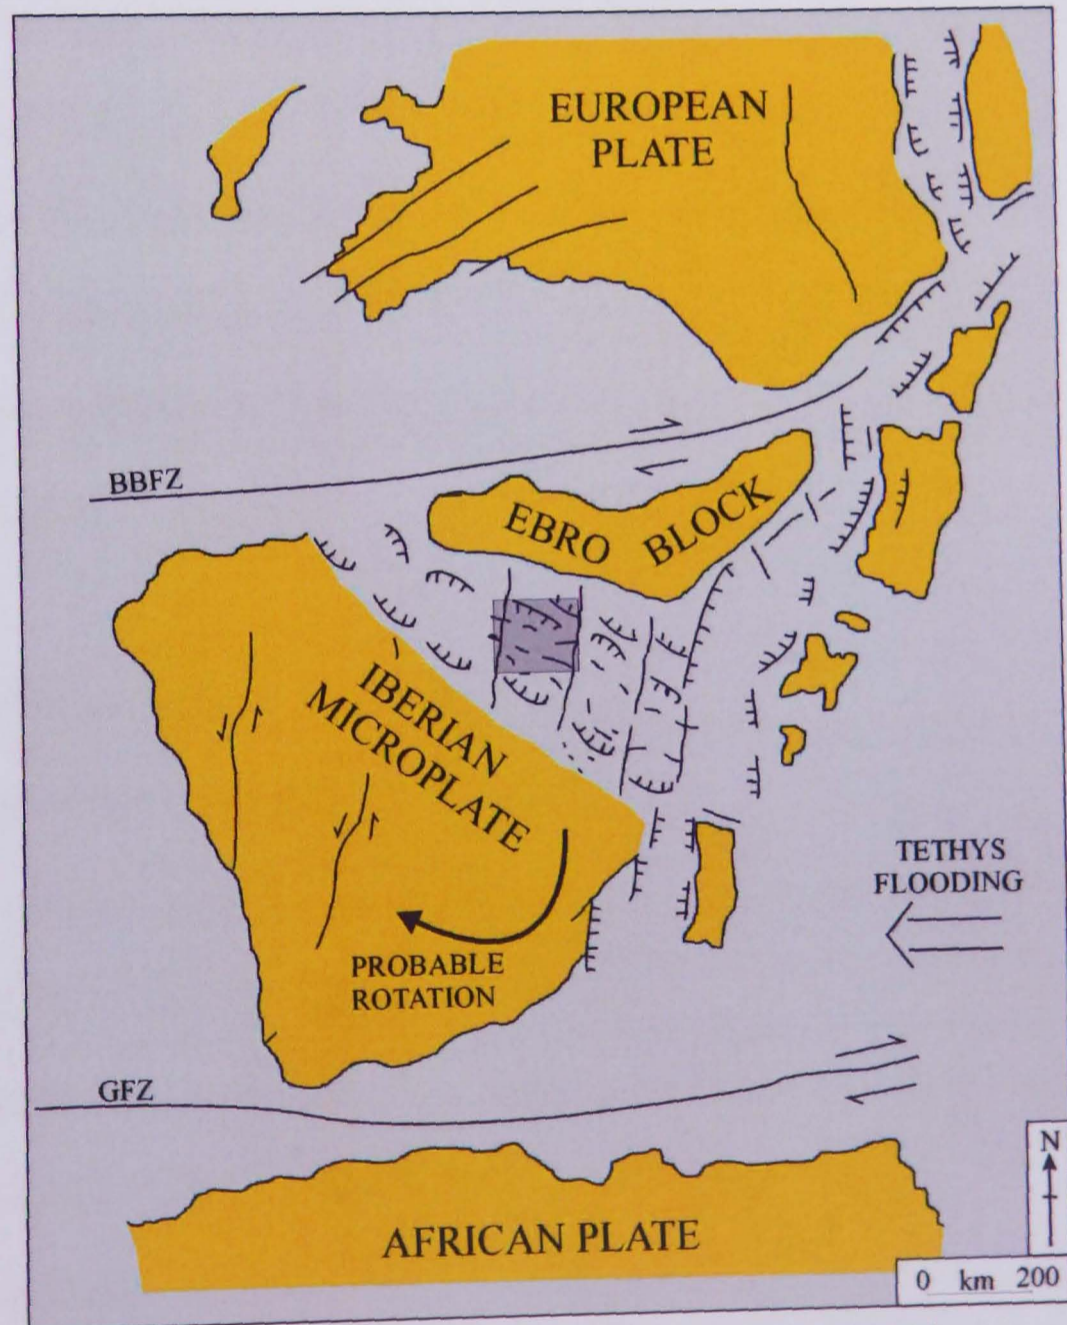 EUROPEAN
PLATE
BBFZ
EBRO BLOCK
IBERIAN
MICROPLATE
TETHYS
FLOODING
PROBABLE
ROTATION
GFZ
N
AFRICAN PLATE
0 km 200